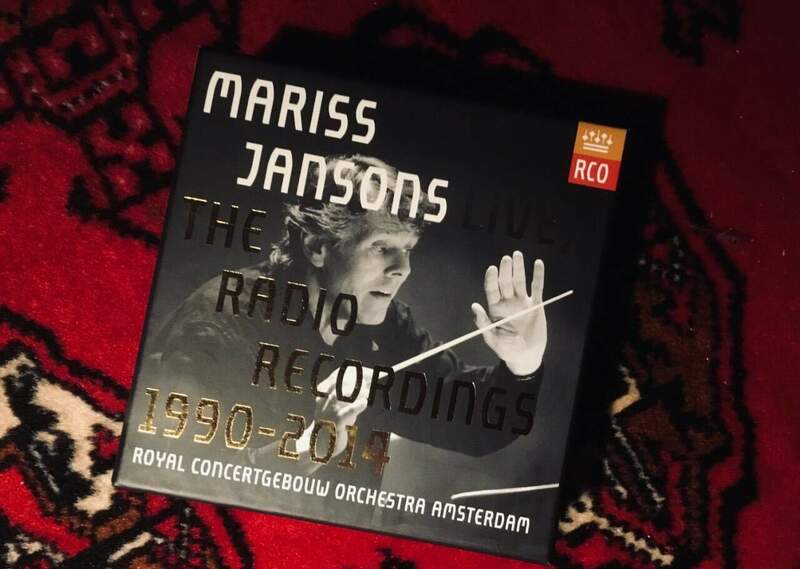 MARISS
JANSONS LIVE,
THE
RADIO
RECORDINGS
1990-2014
ROYAL CONCERTGEBOUW ORCHESTRA AMSTERDAM
RCO